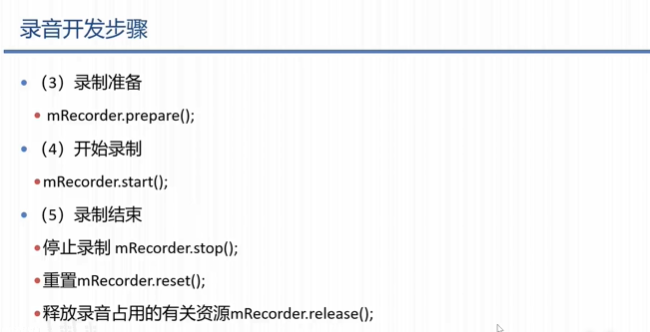 录音开发步骤
• （3）录制准备
• mRecorder.prepare();
• （4）开始录制
•mRecorder.start();
• （5）录制结束
•停止录制 mRecorder.stop();
•重置mRecorder.reset();
•释放录音占用的有关资源mRecorder.release();